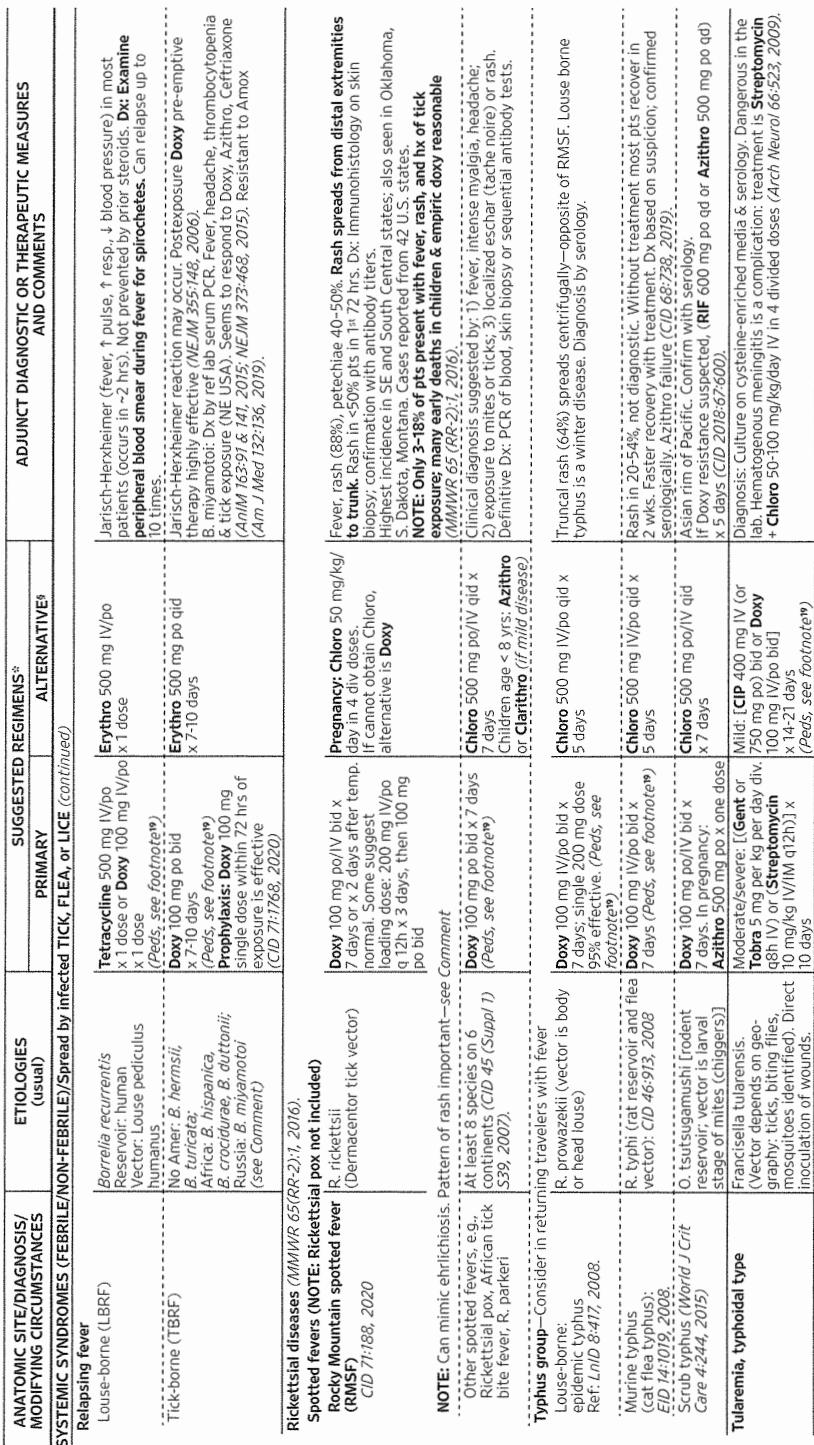 ANATOMIC SITE/DIAGNOSIS/
MODIFYING CIRCUMSTANCES
ETIOLOGIES
(usual)
SUGGESTED REGIMENS*
PRIMARY
ALTERNATIVE§
ADJUNCT DIAGNOSTIC OR THERAPEUTIC MEASURES
AND COMMENTS
SYSTEMIC SYNDROMES (FEBRILE/NON-FEBRILE)/Spread by infected TICK, FLEA, or LICE (continued)
Relapsing fever
Louse-borne (LBRF)
Borrelia recurrentis
Reservoir: human
Vector: Louse pediculus
humanus
Tetracycline 500 mg IV/po
x 1 dose or Doxy 100 mg IV/po
x 1 dose
(Peds, see footnote19)
Erythro 500 mg IV/po
x 1 dose
Jarisch-Herxheimer (fever, ↑ pulse, ↑ resp., ↓ blood pressure) in most
patients (occurs in ~2 hrs). Not prevented by prior steroids. Dx: Examine
peripheral blood smear during fever for spirochetes. Can relapse up to
10 times.
Tick-borne (TBRF)
No Amer: B. hermsii,
B. turicata;
Africa: B. hispanica,
B. crocidurae, B. duttonii;
Russia: B. miyamotoi
(see Comment)
Doxy 100 mg po bid
x 7-10 days
(Peds, see footnote19)
Prophylaxis: Doxy 100 mg
single dose within 72 hrs of
exposure is effective
(CID 71:1768, 2020)
Erythro 500 mg po qid
x 7-10 days
Jarisch-Herxheimer reaction may occur. Postexposure Doxy pre-emptive
therapy highly effective (NEJM 355:148, 2006).
B. miyamotoi: Dx by ref lab serum PCR. Fever, headache, thrombocytopenia
& tick exposure (NE USA). Seems to respond to Doxy, Azithro, Ceftriaxone
(AnIM 163:91 & 141, 2015; NEJM 373:468, 2015). Resistant to Amox
(Am J Med 132:136, 2019).
Rickettsial diseases (MMWR 65(RR-2):1, 2016).
Spotted fevers (NOTE: Rickettsial pox not included)
Rocky Mountain spotted fever
(RMSF)
CID 71:188, 2020
R. rickettsii
(Dermacentor tick vector)
Doxy 100 mg po/IV bid x
7 days or x 2 days after temp.
normal. Some suggest
loading dose: 200 mg IV/po
q 12h x 3 days, then 100 mg
po bid
Pregnancy: Chloro 50 mg/kg/
day in 4 div doses.
If cannot obtain Chloro,
alternative is Doxy
Fever, rash (88%), petechiae 40-50%. Rash spreads from distal extremities
to trunk. Rash in <50% pts in 1st 72 hrs. Dx: Immunohistology on skin
biopsy; confirmation with antibody titers.
Highest incidence in SE and South Central states; also seen in Oklahoma,
S. Dakota, Montana. Cases reported from 42 U.S. states.
NOTE: Only 3-18% of pts present with fever, rash, and hx of tick
exposure; many early deaths in children & empiric doxy reasonable
(MMWR 65 (RR-2):1, 2016).
NOTE: Can mimic ehrlichiosis. Pattern of rash important—see Comment
Other spotted fevers, e.g.,
Rickettsial pox, African tick
bite fever, R. parkeri
At least 8 species on 6
continents (CID 45 (Suppl 1)
S39, 2007).
Doxy 100 mg po bid x 7 days
(Peds, see footnote19)
Chloro 500 mg po/IV qid x
7 days
Children age < 8 yrs: Azithro
or Clarithro (if mild disease)
Clinical diagnosis suggested by: 1) fever, intense myalgia, headache;
2) exposure to mites or ticks; 3) localized eschar (tache noire) or rash.
Definitive Dx: PCR of blood, skin biopsy or sequential antibody tests.
Typhus group—Consider in returning travelers with fever
Louse-borne:
epidemic typhus
Ref: LnID 8:417, 2008.
R. prowazekii (vector is body
or head louse)
Doxy 100 mg IV/po bid x
7 days; single 200 mg dose
95% effective. (Peds, see
footnote19)
Chloro 500 mg IV/po qid x
5 days
Truncal rash (64%) spreads centrifugally—opposite of RMSF. Louse borne
typhus is a winter disease. Diagnosis by serology.
Murine typhus
(cat flea typhus):
EID 14:1019, 2008.
R. typhi (rat reservoir and flea
vector): CID 46:913, 2008
Doxy 100 mg IV/po bid x
7 days (Peds, see footnote19)
Chloro 500 mg IV/po qid x
5 days
Rash in 20-54%, not diagnostic. Without treatment most pts recover in
2 wks. Faster recovery with treatment. Dx based on suspicion; confirmed
serologically. Azithro failure (CID 68:738, 2019).
Scrub typhus (World J Crit
Care 4:244, 2015)
O. tsutsugamushi [rodent
reservoir; vector is larval
stage of mites (chiggers)]
Doxy 100 mg po/IV bid x
7 days. In pregnancy:
Azithro 500 mg po x one dose
Chloro 500 mg po/IV qid
x 7 days
Asian rim of Pacific. Confirm with serology.
If Doxy resistance suspected, (RIF 600 mg po qd or Azithro 500 mg po qd)
x 5 days (CID 2018:67:600).
Tularemia, typhoidal type
Francisella tularensis.
(Vector depends on geo-
graphy: ticks, biting flies,
mosquitoes identified). Direct
inoculation of wounds.
Moderate/severe: [(Gent or
Tobra 5 mg per kg per day div.
q8h IV) or (Streptomycin
10 mg/kg IV/IM q12h)] x
10 days
Mild: [CIP 400 mg IV (or
750 mg po) bid or Doxy
100 mg IV/po bid]
x 14-21 days
(Peds, see footnote19)
Diagnosis: Culture on cysteine-enriched media & serology. Dangerous in the
lab. Hematogenous meningitis is a complication: treatment is Streptomycin
+ Chloro 50-100 mg/kg/day IV in 4 divided doses (Arch Neurol 66:523, 2009).